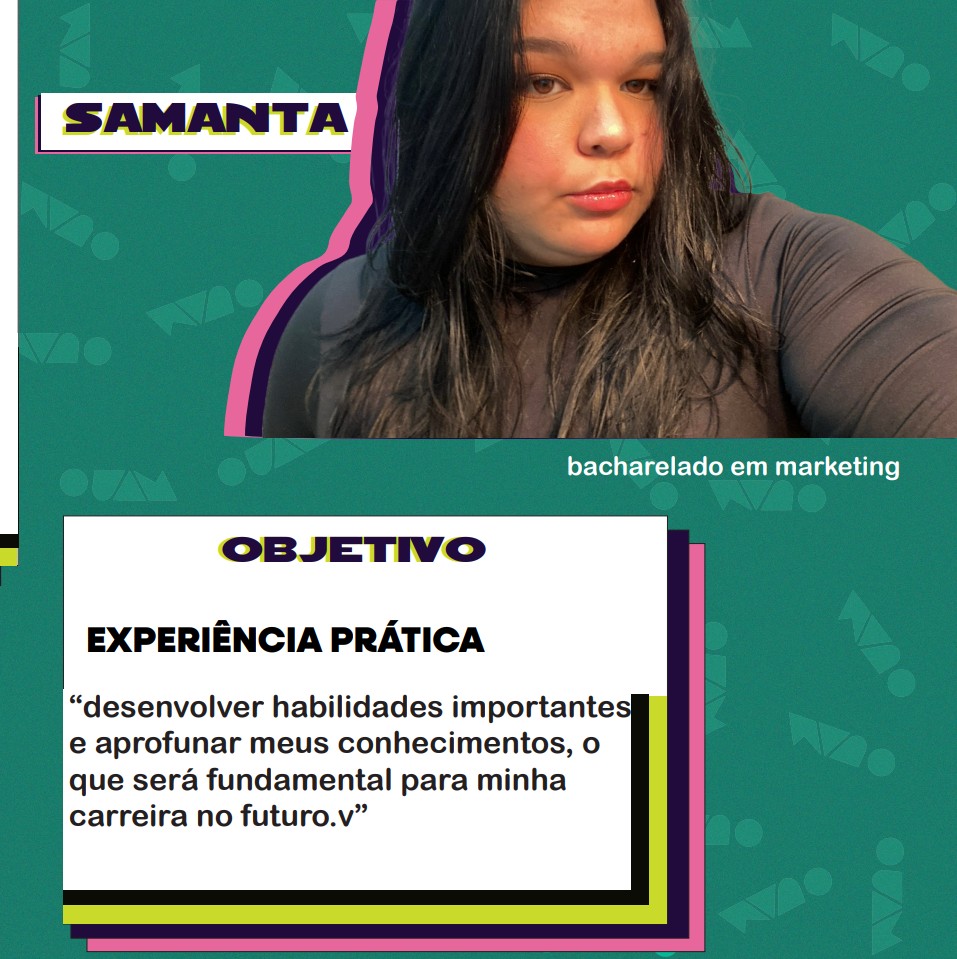 SAMANTA
bacharelado em marketing
OBJETIVO
EXPERIÊNCIA PRÁTICA
“desenvolver habilidades importantes
e aprofunar meus conhecimentos, o
que será fundamental para minha
carreira no futuro.v”